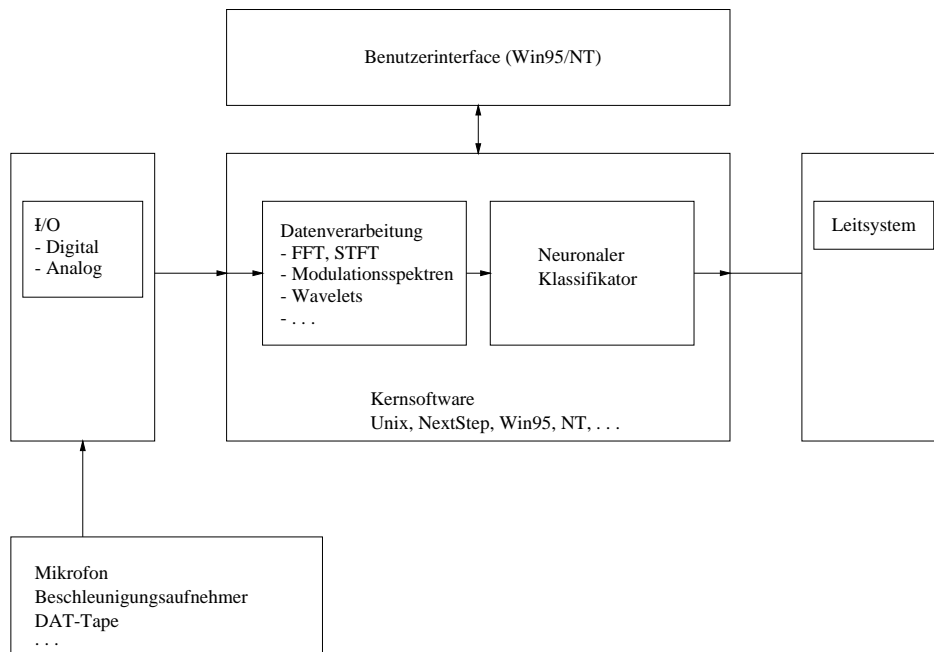 Benutzerinterface (Win95/NT)
I/O
- Digital
- Analog
Datenverarbeitung
- FFT, STFT
- Modulationsspektren
- Wavelets
- . . .
Neuronaler
Klassifikator
Leitsystem
Kernsoftware
Unix, NextStep, Win95, NT, . . .
Mikrofon
Beschleunigungsaufnehmer
DAT-Tape
. . .